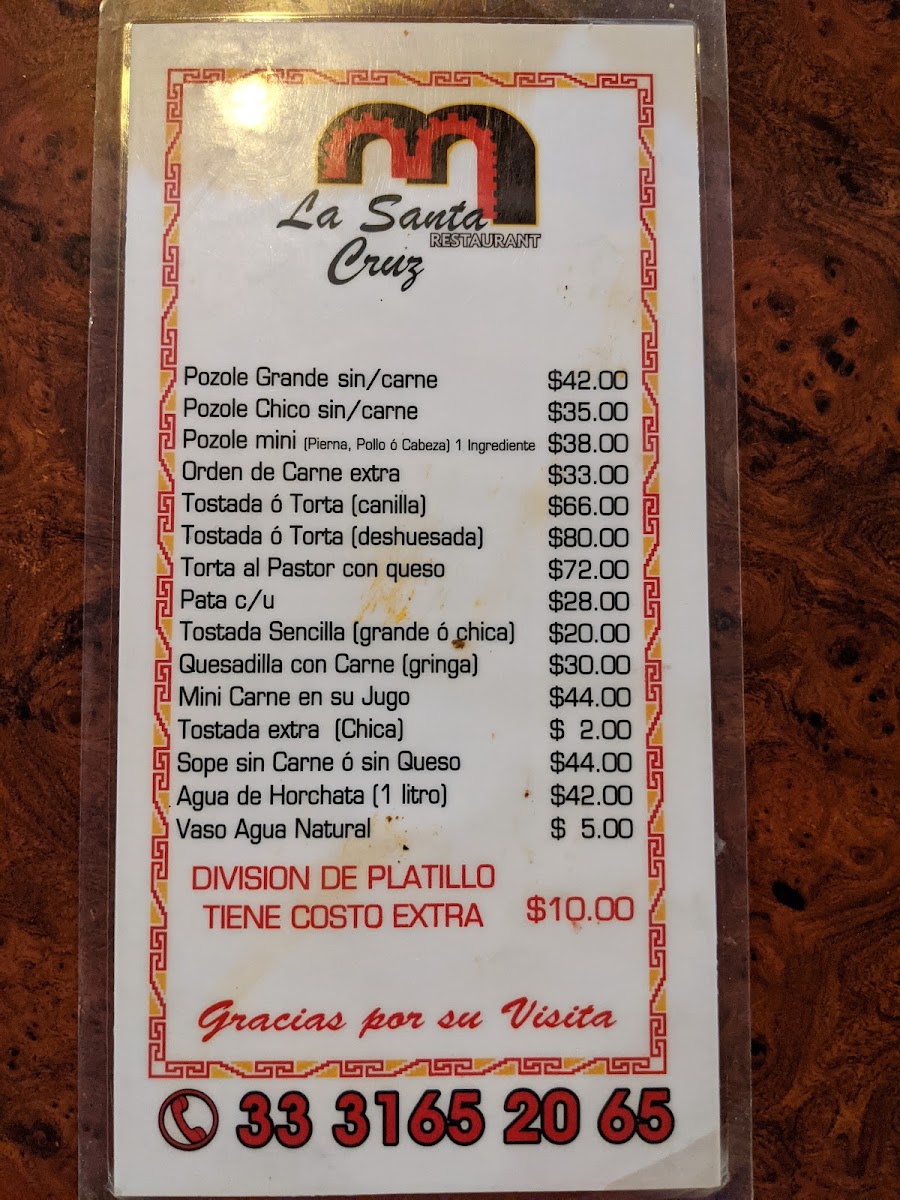 La Santa
RESTAURANT
Cruz
Pozole Grande sin/carne $42.00
Pozole Chico sin/carne $35.00
Pozole mini (Pierna, Pollo ó Cabeza) 1 Ingrediente $38.00
Orden de Carne extra $33.00
Tostada ó Torta (canilla) $66.00
Tostada ó Torta (deshuesada) $80.00
Torta al Pastor con queso $72.00
Pata c/u $28.00
Tostada Sencilla (grande ó chica) $20.00
Quesadilla con Carne (gringa) $30.00
Mini Carne en su Jugo $44.00
Tostada extra (Chica) $ 2.00
Sope sin Carne ó sin Queso $44.00
Agua de Horchata (1 litro) $42.00
Vaso Agua Natural $ 5.00
DIVISION DE PLATILLO
TIENE COSTO EXTRA $10.00
Gracias por su Visita
33 3165 20 65